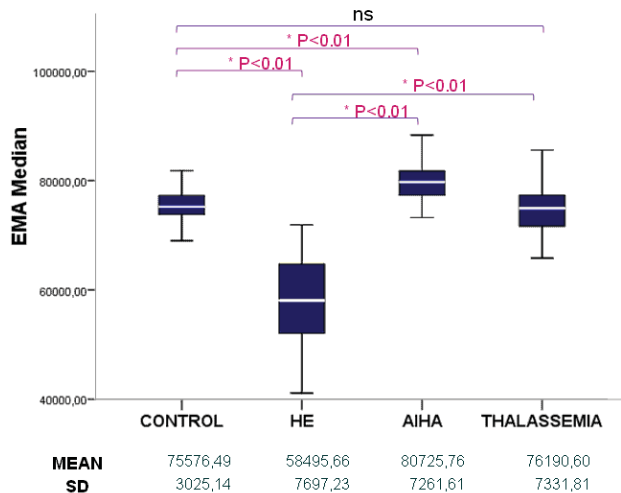 ns
* P<0.01
* P<0.01
* P<0.01
* P<0.01
EMA Median
100000,00
80000,00
60000,00
40000,00
CONTROL HE AIHA THALASSEMIA
MEAN 75576,49 58495,66 80725,76 76190,60
SD 3025,14 7697,23 7261,61 7331,81